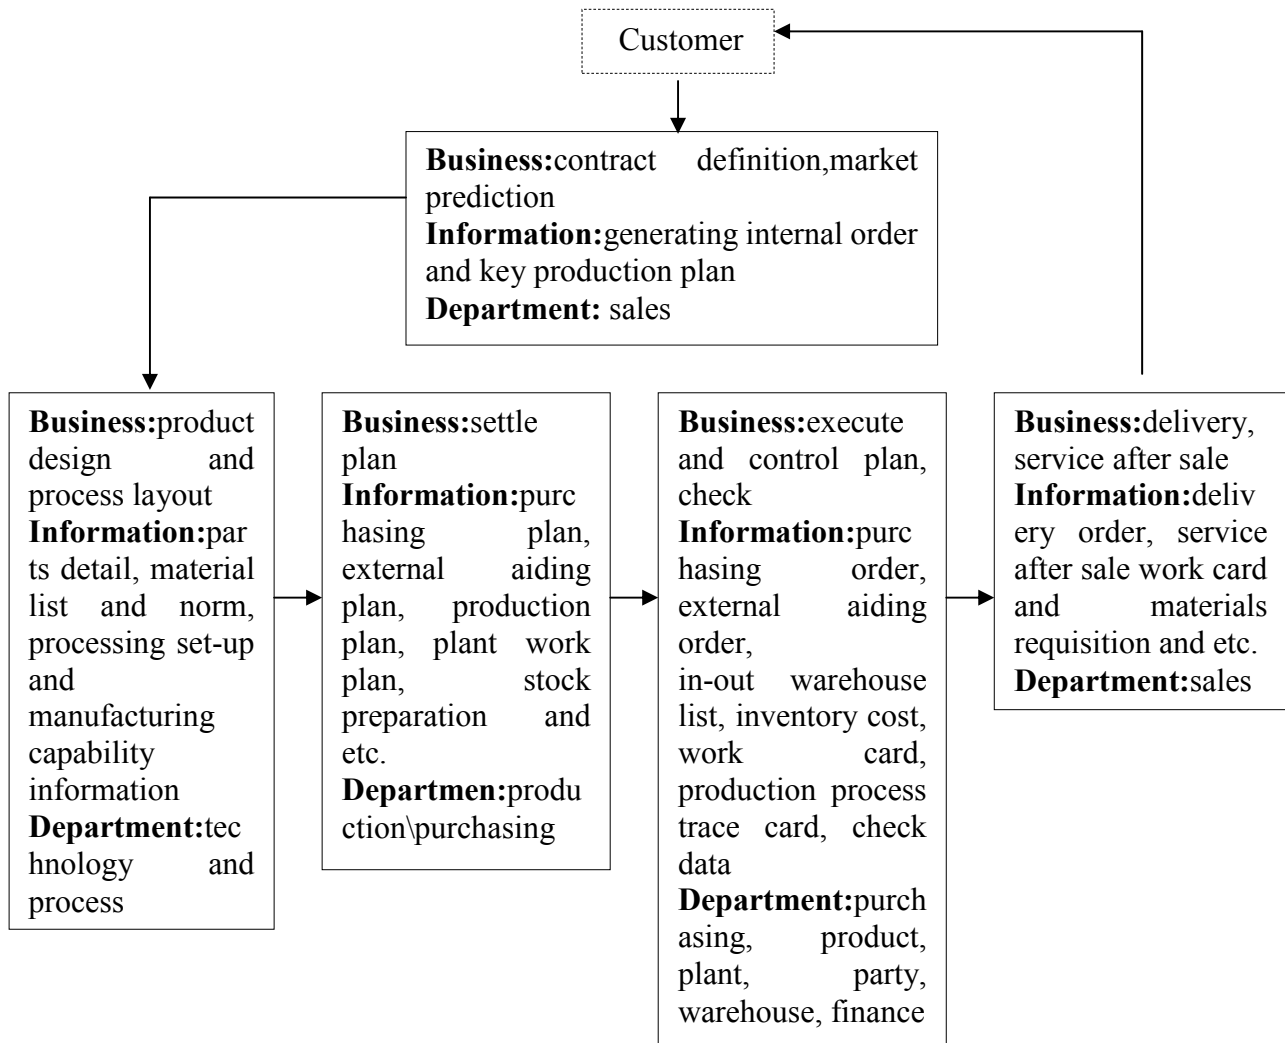 Customer
Business:contract definition,market
prediction
Information:generating internal order
and key production plan
Department: sales
Business:product
design and
process layout
Information:par
ts detail, material
list and norm,
processing set-up
and
manufacturing
capability
information
Department:tec
hnology and
process
Business:settle
plan
Information:purc
hasing plan,
external aiding
plan, production
plan, plant work
plan, stock
preparation and
etc.
Departmen:produ
ction\purchasing
Business:execute
and control plan,
check
Information:purc
hasing order,
external aiding
order,
in-out warehouse
list, inventory cost,
work card,
production process
trace card, check
data
Department:purch
asing, product,
plant, party,
warehouse, finance
Business:delivery,
service after sale
Information:deliv
ery order, service
after sale work card
and materials
requisition and etc.
Department:sales